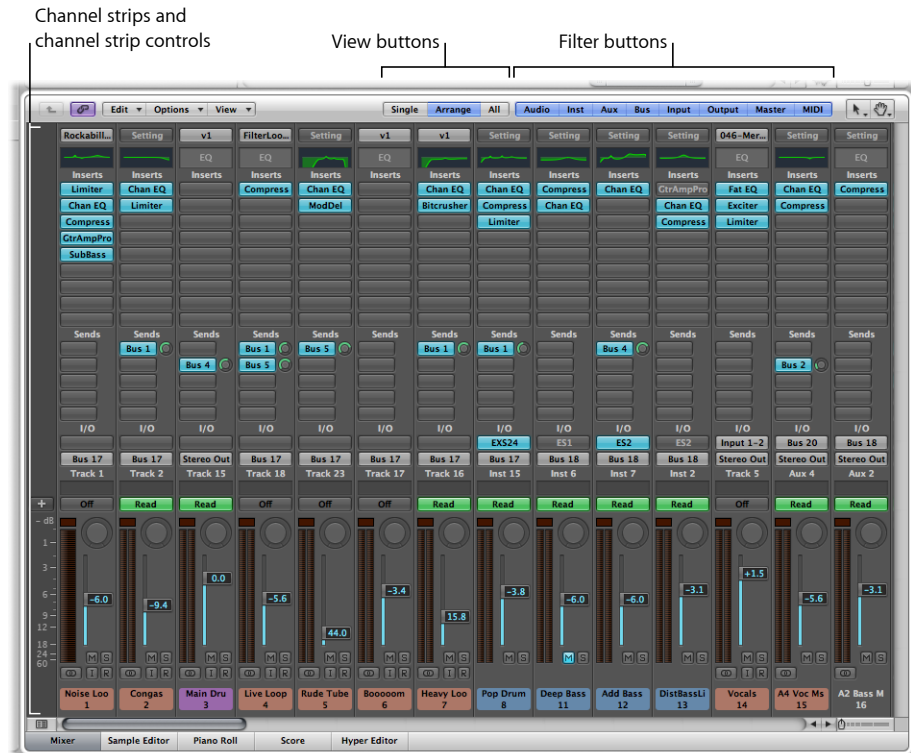 Channel strips and
channel strip controls
View buttons
Filter buttons
Edit Options View Single Arrange All Audio Inst Aux Bus Input Output Master MIDI
Rockabill... Setting v1 FilterLoo... Setting v1 v1 Setting Setting Setting Setting 046-Mer... Setting Setting
EQ EQ EQ EQ EQ
Inserts Inserts Inserts Inserts Inserts Inserts Inserts Inserts Inserts Inserts Inserts Inserts Inserts Inserts
Limiter Chan EQ Compress Chan EQ Chan EQ Chan EQ Compress Chan EQ GtrAmpPro Fat EQ Chan EQ Compress
Chan EQ Limiter ModDel Bitcrusher Compress Chan EQ Chan EQ Exciter Compress
Compress Limiter Compress Limiter
GtrAmpPro
SubBass
Sends Sends Sends Sends Sends Sends Sends Sends Sends Sends Sends Sends Sends Sends
Bus 1 Bus 1 Bus 5 Bus 1 Bus 1 Bus 4
Bus 4 Bus 5 Bus 2
I/O I/O I/O I/O I/O I/O I/O I/O I/O I/O I/O I/O I/O I/O
EXS24 ES1 ES2 ES2 Input 1-2 Bus 20 Bus 18
Bus 17 Bus 17 Stereo Out Bus 17 Bus 17 Bus 17 Bus 17 Bus 17 Bus 18 Bus 18 Bus 18 Stereo Out Stereo Out Stereo Out
Track 1 Track 2 Track 15 Track 18 Track 23 Track 17 Track 16 Inst 15 Inst 6 Inst 7 Inst 2 Track 5 Aux 4 Aux 2
+ Off Read Read Off Off Off Read Read Read Read Read Off Read Read
- dB
1
3
6
9
12
18
24
60
-6.0 -9.4 0.0 -5.6 44.0 -3.4 15.8 -3.8 -6.0 -6.0 -3.1 +1.5 -5.6 -3.1
M S M S M S M S M S M S M S M S M S M S M S M S M S M S
I R I R I R I R I R I R I R I R
Noise Loo Congas Main Dru Live Loop Rude Tube Booooom Heavy Loo Pop Drum Deep Bass Add Bass DistBassLi Vocals A4 Voc Ms A2 Bass M
1 2 3 4 5 6 7 8 11 12 13 14 15 16
Mixer Sample Editor Piano Roll Score Hyper Editor